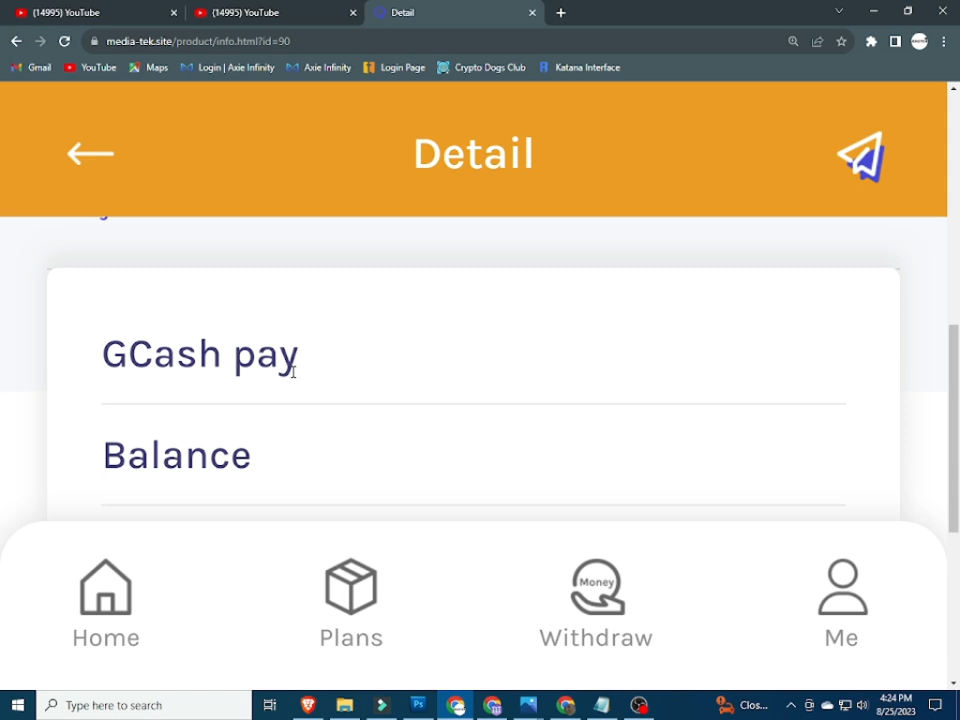 (14995) YouTube
(14995) YouTube
Detail
media-tek.site/product/info.html?id=90
Gmail
YouTube
Maps
Login | Axie Infinity
Axie Infinity
Login Page
Crypto Dogs Club
Katana Interface
Detail
GCash pay
Balance
Money
Home
Plans
Withdraw
Me
Type here to search
Ps
Clos...
4:24 PM
8/25/2023